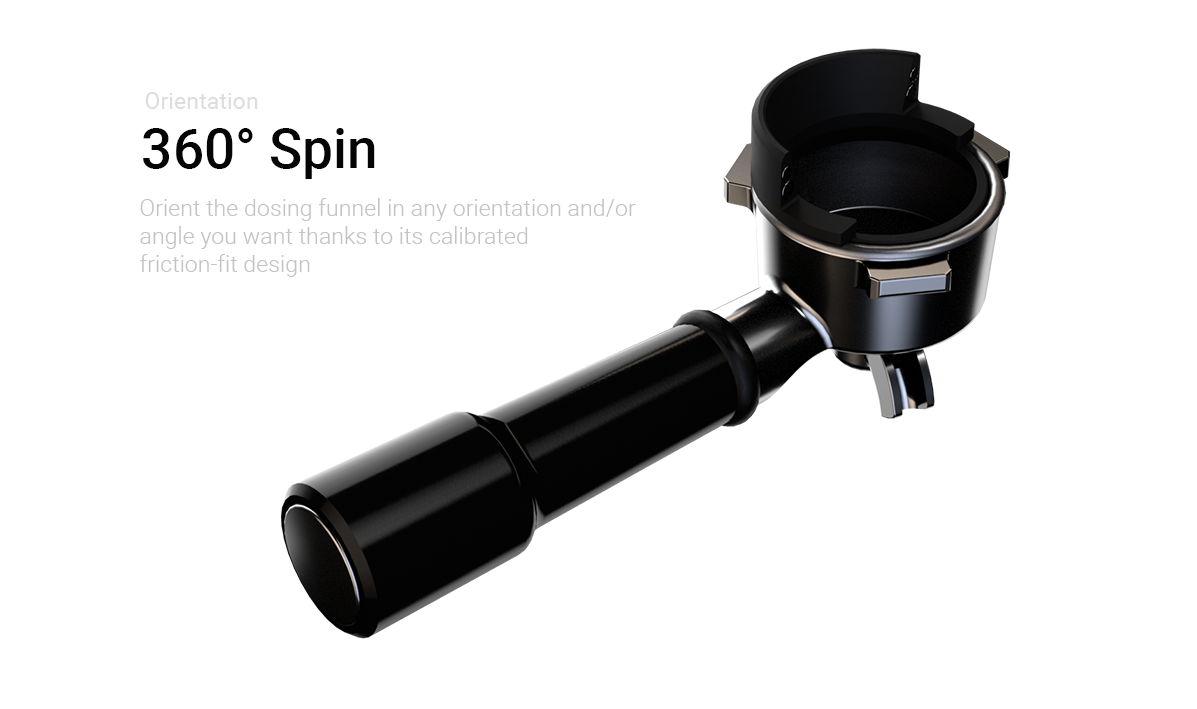 Orientation
360° Spin
Orient the dosing funnel in any orientation and/or
angle you want thanks to its calibrated
friction-fit design